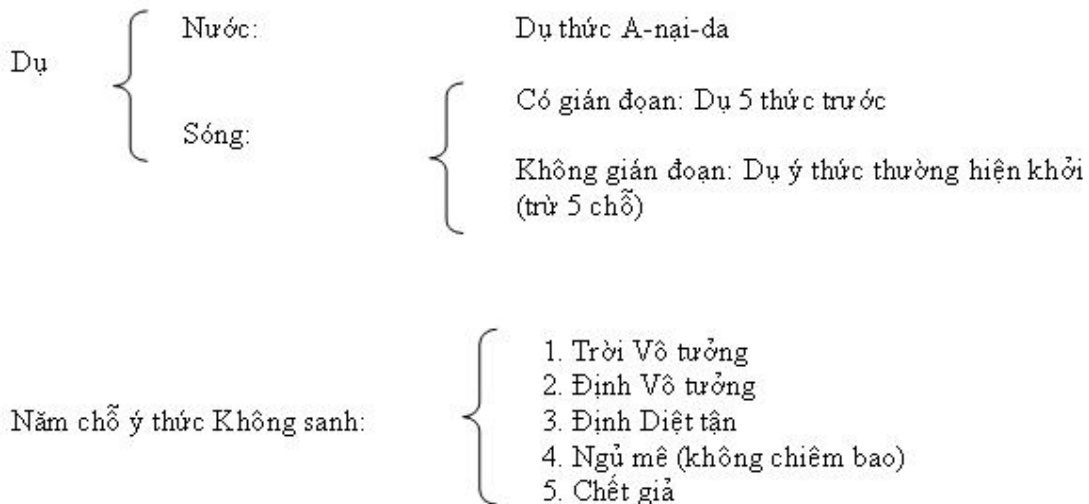 Dụ
Nước: Dụ thức A-nại-da
Sóng:
Có gián đọan: Dụ 5 thức trước
Không gián đoạn: Dụ ý thức thường hiện khởi
(trừ 5 chỗ)
Năm chỗ ý thức Không sanh:
1. Trời Vô tưởng
2. Định Vô tưởng
3. Định Diệt tận
4. Ngủ mê (không chiêm bao)
5. Chết giả